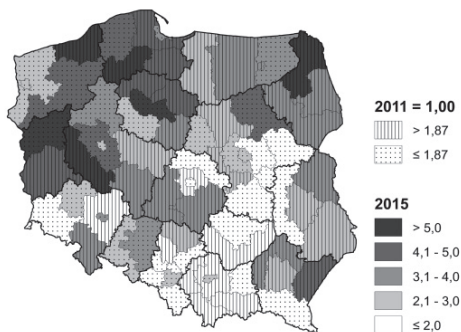 2011 = 1,00
> 1,87
≤ 1,87
2015
> 5,0
4,1 - 5,0
3,1 - 4,0
2,1 - 3,0
≤ 2,0